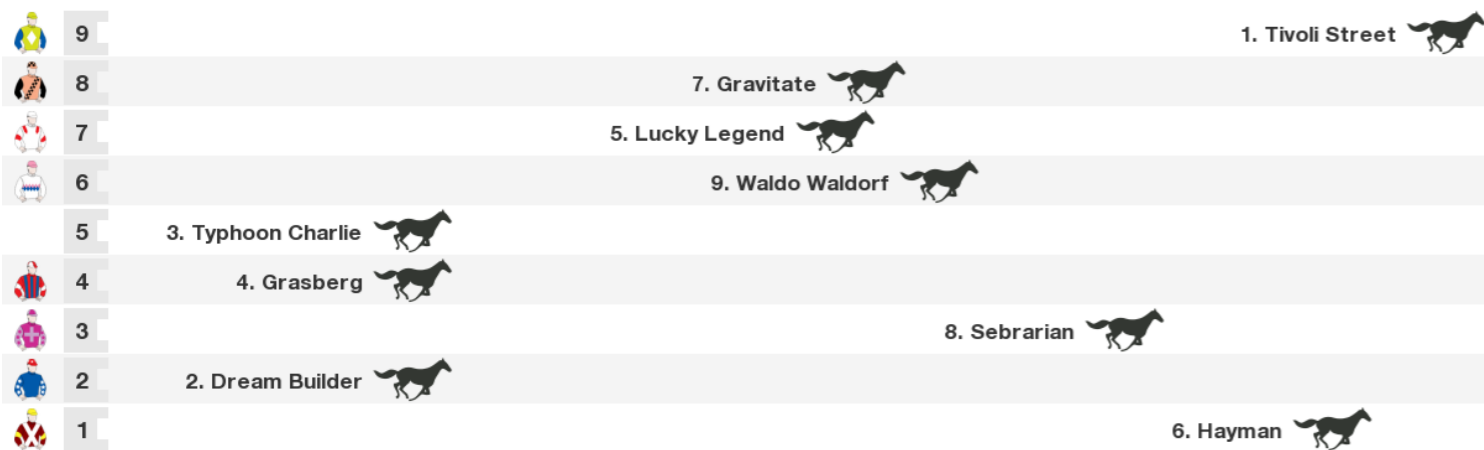 9 1. Tivoli Street
8 7. Gravitate
7 5. Lucky Legend
6 9. Waldo Waldorf
5 3. Typhoon Charlie
4 4. Grasberg
3 8. Sebrarian
2 2. Dream Builder
1 6. Hayman